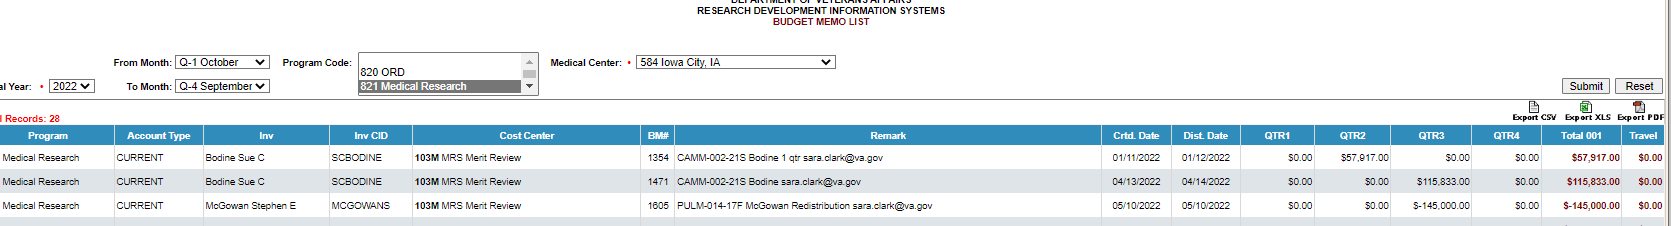 DEPARTMENT OF VETERANS AFFAIRS
RESEARCH DEVELOPMENT INFORMATION SYSTEMS
BUDGET MEMO LIST
From Month: Q-1 October Program Code: 820 ORD Medical Center: • 584 Iowa City, IA
al Year: • 2022 To Month: Q-4 September 821 Medical Research Submit Reset
l Records: 28 Export CSV Export XLS Export PDF
Program Account Type Inv Inv CID Cost Center BM# Remark Crtd. Date Dist. Date QTR1 QTR2 QTR3 QTR4 Total 001 Travel
Medical Research CURRENT Bodine Sue C SCBODINE 103M MRS Merit Review 1354 CAMM-002-21S Bodine 1 qtr sara.clark@va.gov 01/11/2022 01/12/2022 $0.00 $57,917.00 $0.00 $0.00 $57,917.00 $0.00
Medical Research CURRENT Bodine Sue C SCBODINE 103M MRS Merit Review 1471 CAMM-002-21S Bodine sara.clark@va.gov 04/13/2022 04/14/2022 $0.00 $0.00 $115,833.00 $0.00 $115,833.00 $0.00
Medical Research CURRENT McGowan Stephen E MCGOWANS 103M MRS Merit Review 1605 PULM-014-17F McGowan Redistribution sara.clark@va.gov 05/10/2022 05/10/2022 $0.00 $0.00 $-145,000.00 $0.00 $-145,000.00 $0.00